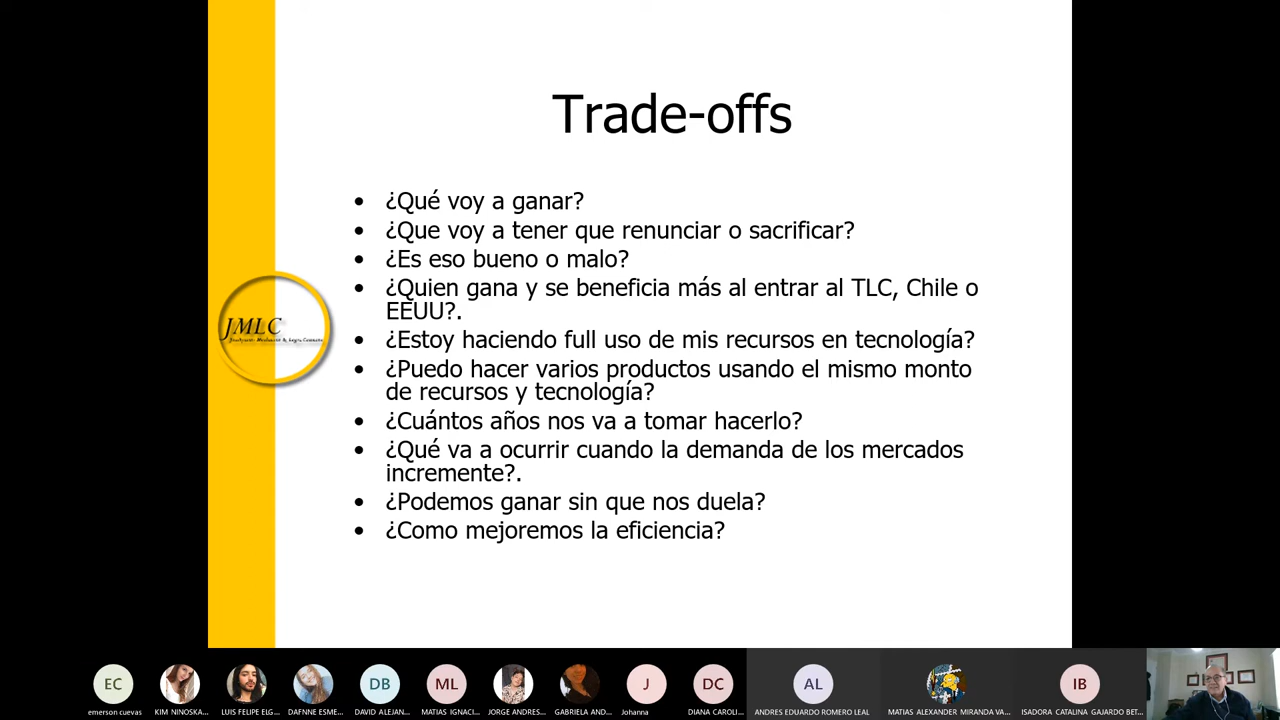 Trade-offs
• ¿Qué voy a ganar?
• ¿Que voy a tener que renunciar o sacrificar?
• ¿Es eso bueno o malo?
• ¿Quien gana y se beneficia más al entrar al TLC, Chile o
EEUU?.
• ¿Estoy haciendo full uso de mis recursos en tecnología?
• ¿Puedo hacer varios productos usando el mismo monto
de recursos y tecnología?
• ¿Cuántos años nos va a tomar hacerlo?
• ¿Qué va a ocurrir cuando la demanda de los mercados
incremente?.
• ¿Podemos ganar sin que nos duela?
• ¿Como mejoremos la eficiencia?
JMLC
EC
DB
ML
J
DC
AL
IB
emerson cuevas
KIM NINOSKA...
LUIS FELIPE ELG...
DAFNNE ESME...
DAVID ALEJAN...
MATIAS IGNACI...
JORGE ANDRES...
GABRIELA AND...
Johanna
DIANA CAROLI...
ANDRES EDUARDO ROMERO LEAL
MATIAS ALEXANDER MIRANDA VA...
ISADORA CATALINA GAJARDO BET...